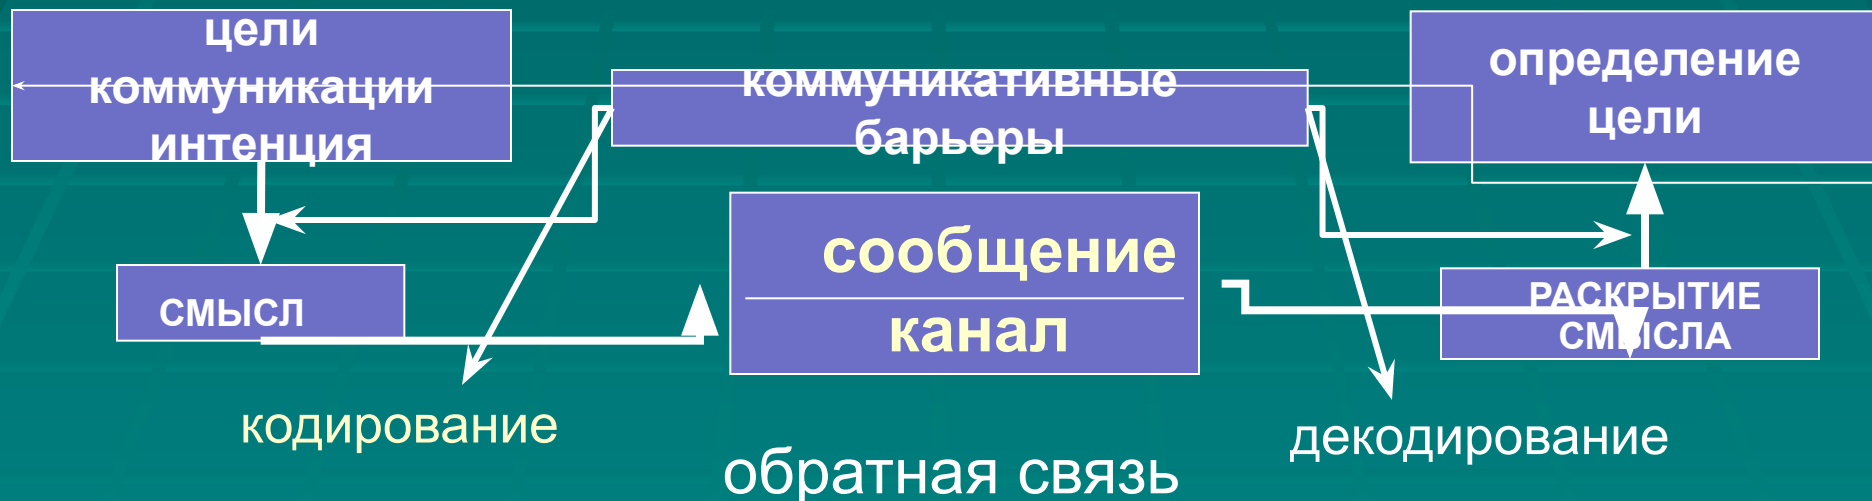 цели
коммуникации
интенция
коммуникативные
барьеры
определение
цели
сообщение
канал
СМЫСЛ
РАСКРЫТИЕ
СМЫСЛА
кодирование
декодирование
обратная связь